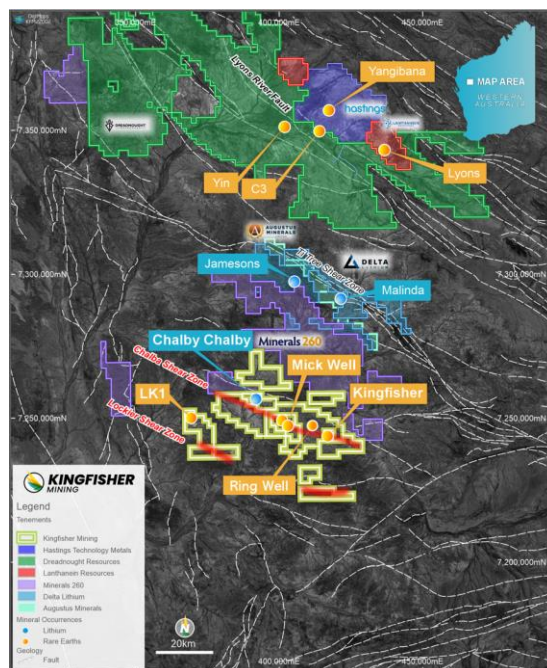 350,000mE
400,000mE
450,000mE
7,350,000mN
Lyons River Fault
Yangibana
hastings
MAP AREA
WESTERN
AUSTRALIA
DREADNOUGHT
LANTHANEIN
Yin
C3
Lyons
AUGUSTUS
MINERALS
DELTA
Ti Tree Shear Zone
7,300,000mN
7,300,000mN
Jamesons
Malinda
Chalby Chalby
Minerals 260
Chalba Shear Zone
Mick Well
LK1
Kingfisher
7,250,000mN
7,250,000mN
Lockier Shear Zone
Ring Well
KINGFISHER
MINING
Legend
Tenements
Kingfisher Mining
Hastings Technology Metals
Dreadnought Resources
Lanthanein Resources
Minerals 260
Delta Lithium
Augustus Minerals
Mineral Occurrences
Lithium
Rare Earths
Geology
Fault
7,200,000mN
N
20km
400,000mE
450,000mE